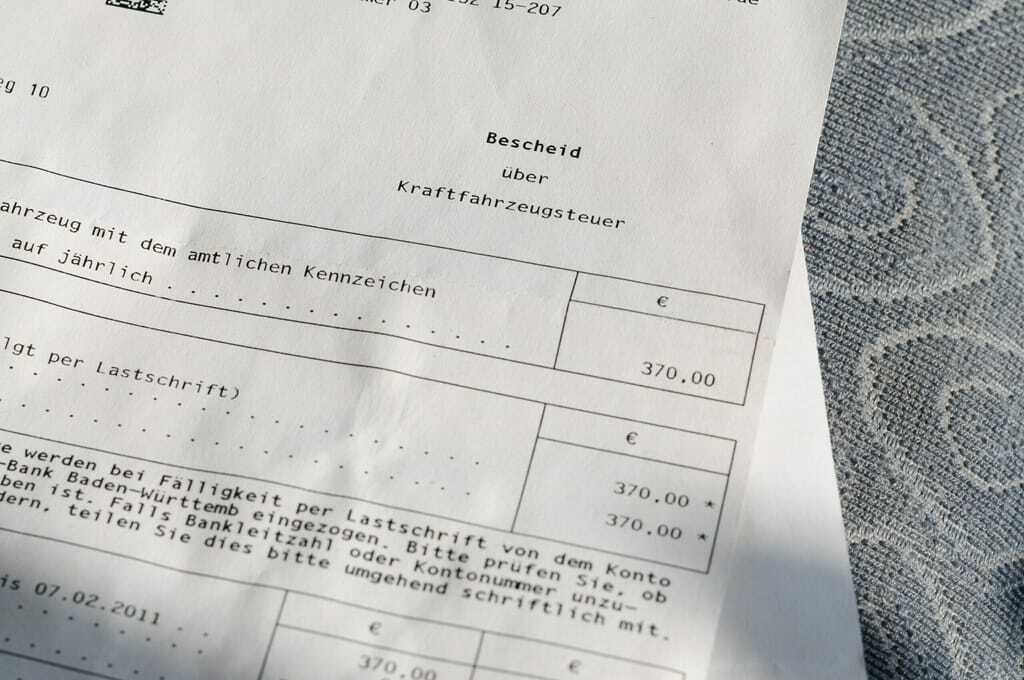 15-207
03
eg 10
Bescheid
über
Kraftfahrzeugsteuer
ahrzeug mit dem amtlichen Kennzeichen
auf jährlich . . . . . . . . . . . . . . .
€
370,00
lgt per Lastschrift)
€
370,00 *
370,00 *
e werden bei Fälligkeit per Lastschrift von dem Konto
-Bank Baden-Württemb eingezogen. Bitte prüfen Sie, ob
ben ist. Falls Bankleitzahl oder Kontonummer unzu-
dern, teilen Sie dies bitte umgehend schriftlich mit.
is 07.02.2011
€
€
370,00